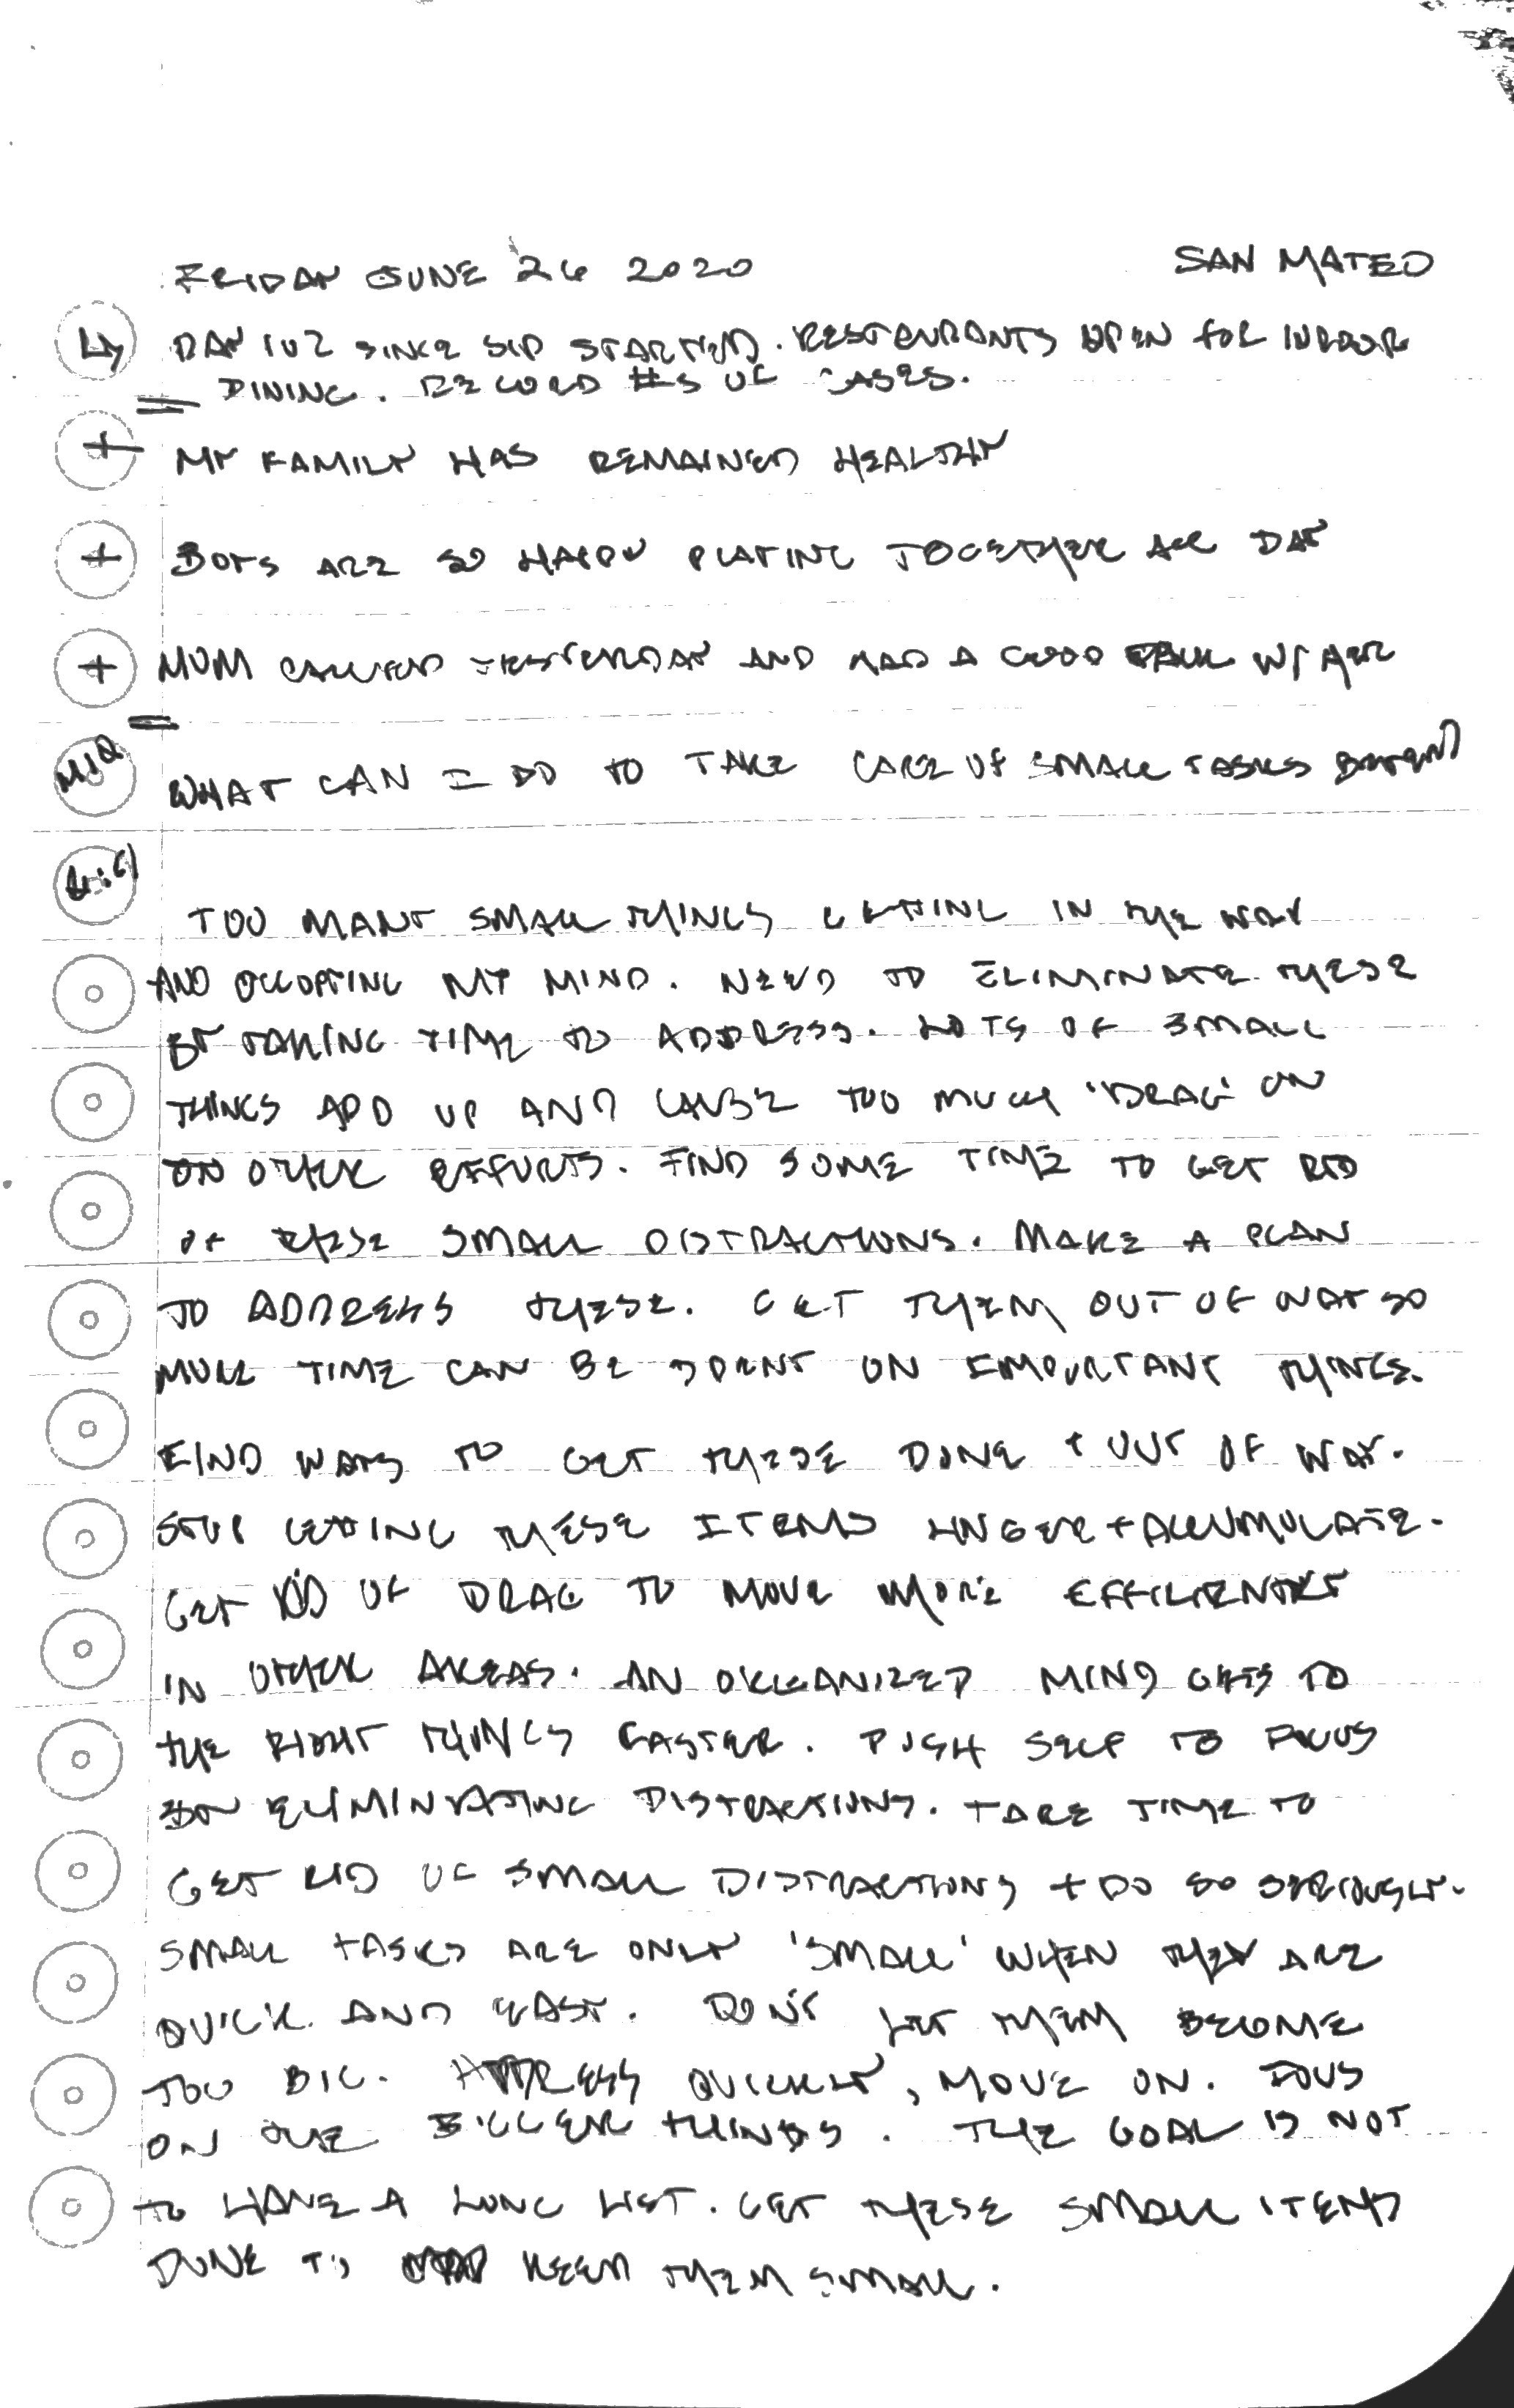 FRIDAY JUNE 26 2020 SAN MATEO
DAY 102 SINCE SIP STARTED. RESTAURANTS OPEN FOR INDOOR
DINING. RECORD #S OF CASES.
+ MY FAMILY HAS REMAINED HEALTHY
+ BOYS ARE SO HAPPY PLAYING TOGETHER ALL DAY
+ MOM CALLED YESTERDAY AND HAD A GOOD TALK W/ HER
MIQ WHAT CAN I DO TO TAKE CARE OF SMALL TASKS
TOO MANY SMALL THINGS GETTING IN THE WAY
AND OCCUPYING MY MIND. NEED TO ELIMINATE THESE
BY TAKING TIME TO ADDRESS. LOTS OF SMALL
THINGS ADD UP AND CAUSE TOO MUCH 'DRAG' ON
ON OTHER EFFORTS. FIND SOME TIME TO GET RID
OF THESE SMALL DISTRACTIONS. MAKE A PLAN
TO ADDRESS THESE. GET THEM OUT OF WAY SO
MORE TIME CAN BE SPENT ON IMPORTANT THINGS.
FIND WAYS TO GET THESE DONE + OUT OF WAY.
STOP LETTING THESE ITEMS LINGER + ACCUMULATE.
GET RID OF DRAG TO MOVE MORE EFFICIENTLY
IN OTHER AREAS. AN ORGANIZED MIND GETS TO
THE RIGHT THINGS FASTER. PUSH SELF TO FOCUS
ON ELIMINATING DISTRACTIONS. TAKE TIME TO
GET RID OF SMALL DISTRACTIONS + DO SO SERIOUSLY.
SMALL TASKS ARE ONLY 'SMALL' WHEN THEY ARE
QUICK AND EASY. DON'T LET THEM BECOME
TOO BIG. ADDRESS QUICKLY, MOVE ON. FOCUS
ON THE BIGGER THINGS. THE GOAL IS NOT
TO HAVE A LONG LIST. GET THESE SMALL ITEMS
DONE TO KEEP THEM SMALL.